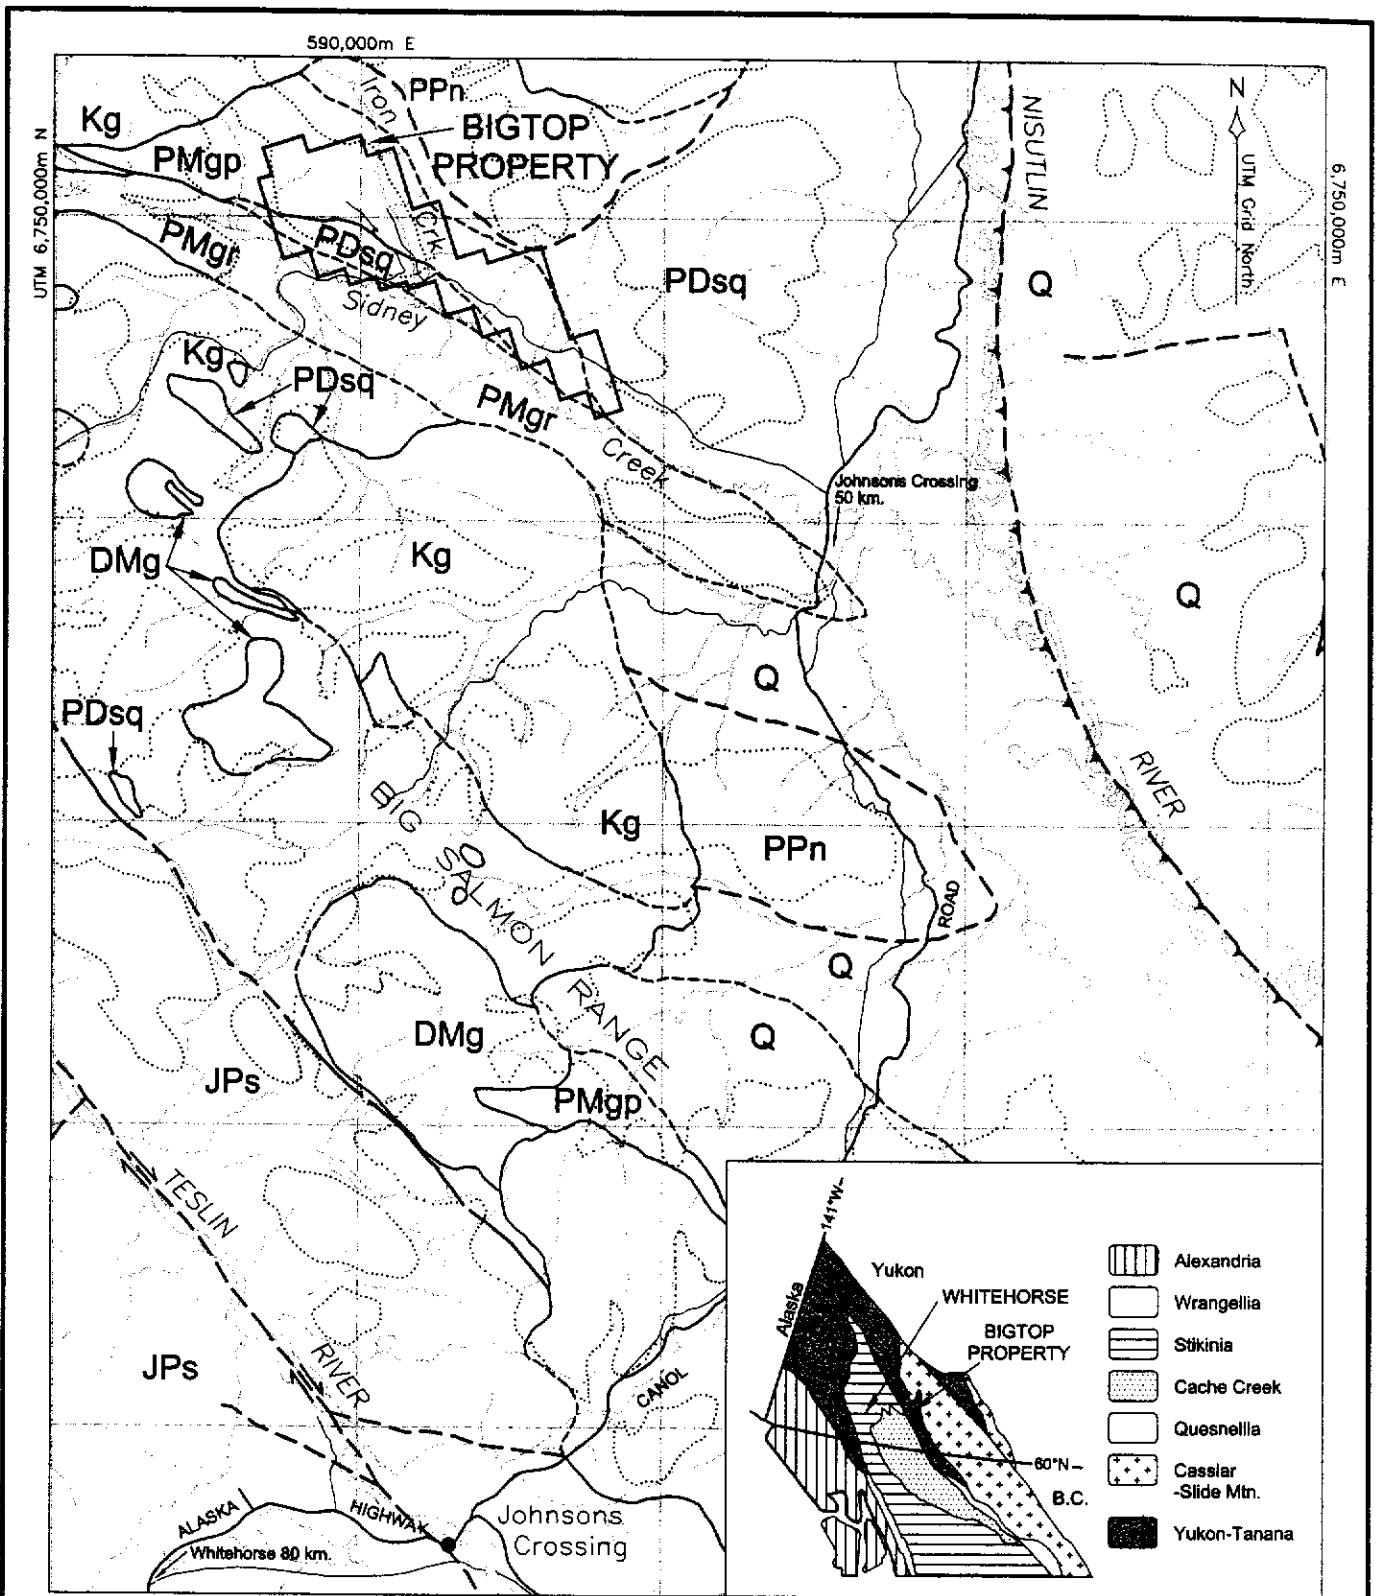 590,000m E
UTM 6,750,000m N
6,750,000m E
N
UTM Grid North
Kg
PPn
Iron
BIGTOP
PROPERTY
PMgp
Crk
NISUTLIN
PMgr
PDsq
Sidney
PDsq
Q
Kg
PDsq
PMgr
Creek
Johnsons Crossing
50 km.
DMg
Kg
Q
Q
PDsq
RIVER
BIG
SALMON
RANGE
Kg
PPn
ROAD
Q
DMg
Q
JPs
PMgp
TESLIN
RIVER
JPs
CANOL
ALASKA
HIGHWAY
Johnsons
Crossing
Whitehorse 80 km.
141°W
Alaska
Yukon
WHITEHORSE
BIGTOP
PROPERTY
60°N
B.C.
Alexandria
Wrangellia
Stikinia
Cache Creek
Quesnellia
Cassiar
-Slide Mtn.
Yukon-Tanana